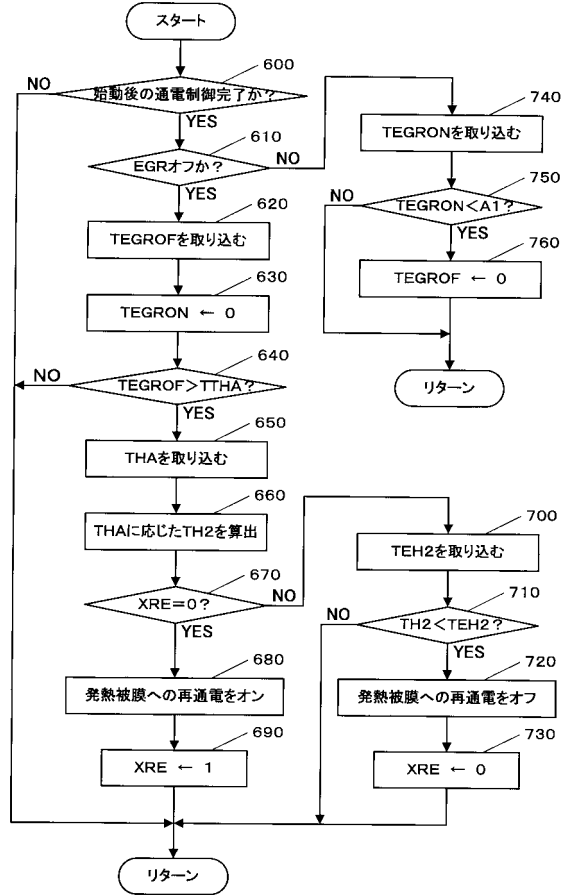 スタート
600
始動後の通電制御完了か？
NO
YES
610
EGRオフか？
NO
YES
620
TEGROFを取り込む
630
TEGRON ← 0
640
TEGROF＞TTHA？
NO
YES
650
THAを取り込む
660
THAに応じたTH2を算出
670
XRE＝0？
NO
YES
680
発熱被膜への再通電をオン
690
XRE ← 1
リターン
700
TEH2を取り込む
710
TH2＜TEH2？
NO
YES
720
発熱被膜への再通電をオフ
730
XRE ← 0
740
TEGRONを取り込む
750
TEGRON＜A1？
NO
YES
760
TEGROF ← 0
リターン